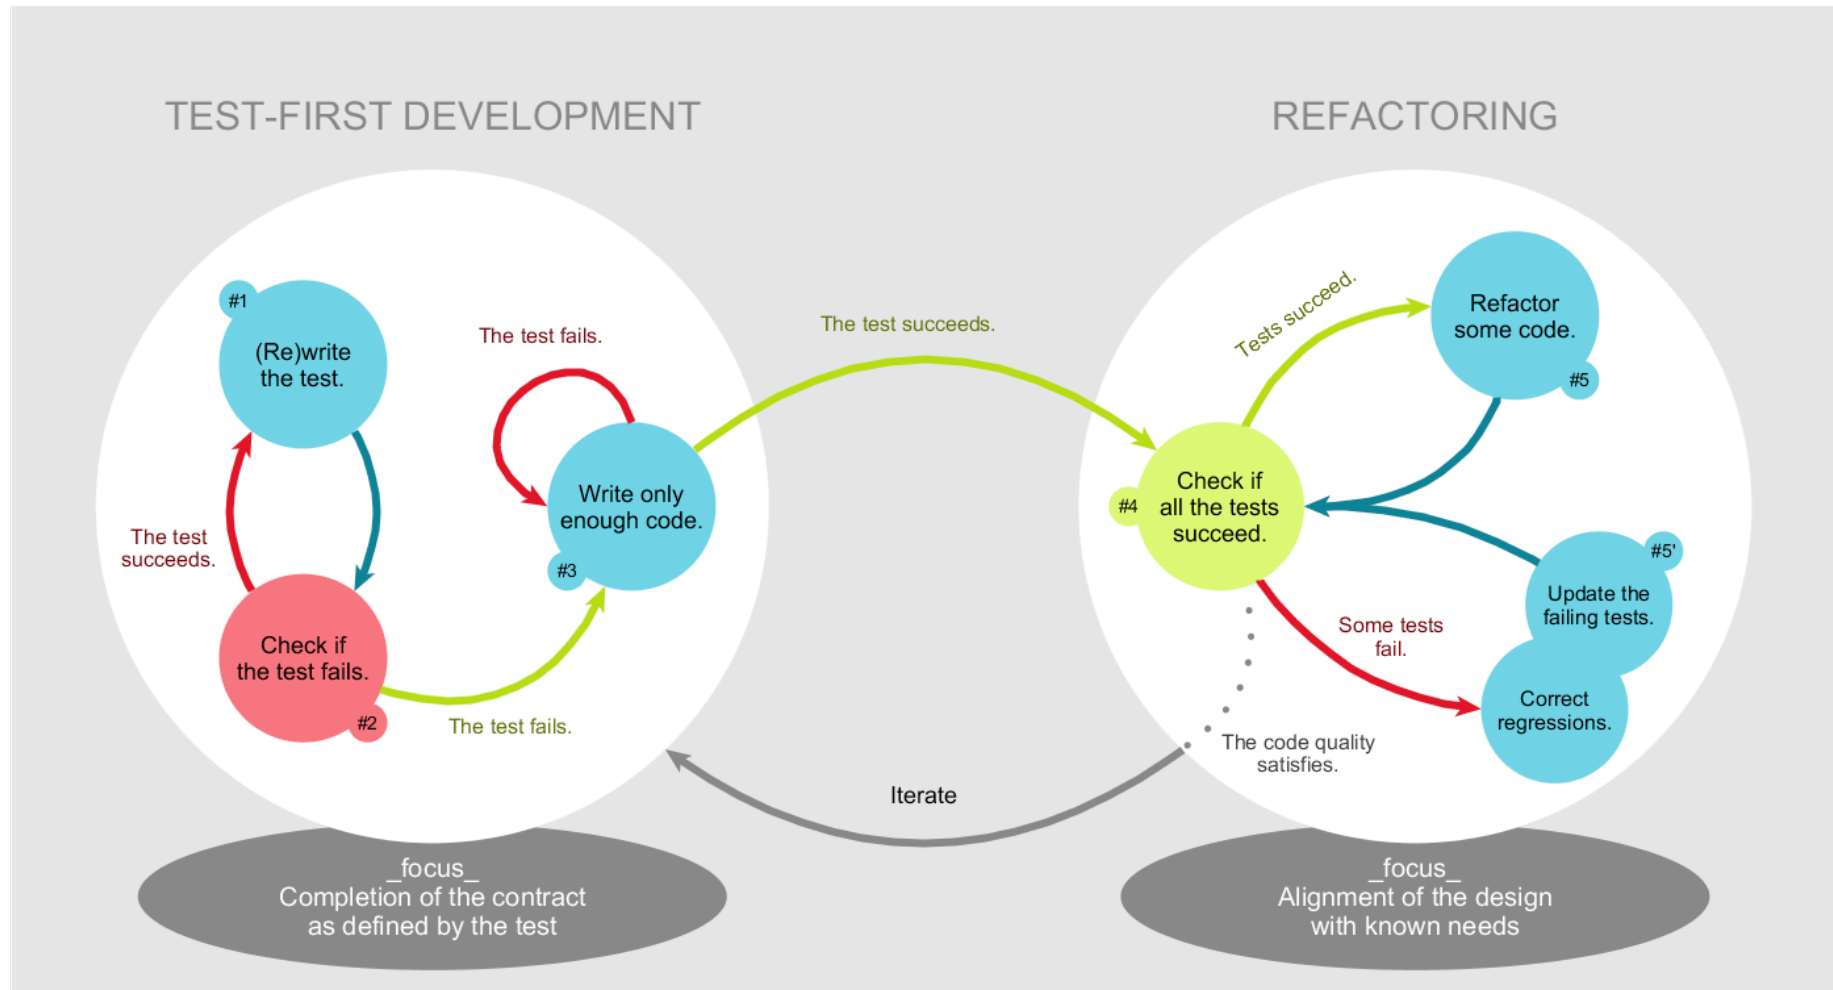 TEST-FIRST DEVELOPMENT
#1
(Re)write
the test.
The test
succeeds.
Check if
the test fails.
#2
The test fails.
The test fails.
Write only
enough code.
#3
The test succeeds.
_focus_
Completion of the contract
as defined by the test
REFACTORING
#4
Check if
all the tests
succeed.
Tests succeed.
Refactor
some code.
#5
Some tests
fail.
#5'
Update the
failing tests.
Correct
regressions.
The code quality
satisfies.
Iterate
_focus_
Alignment of the design
with known needs